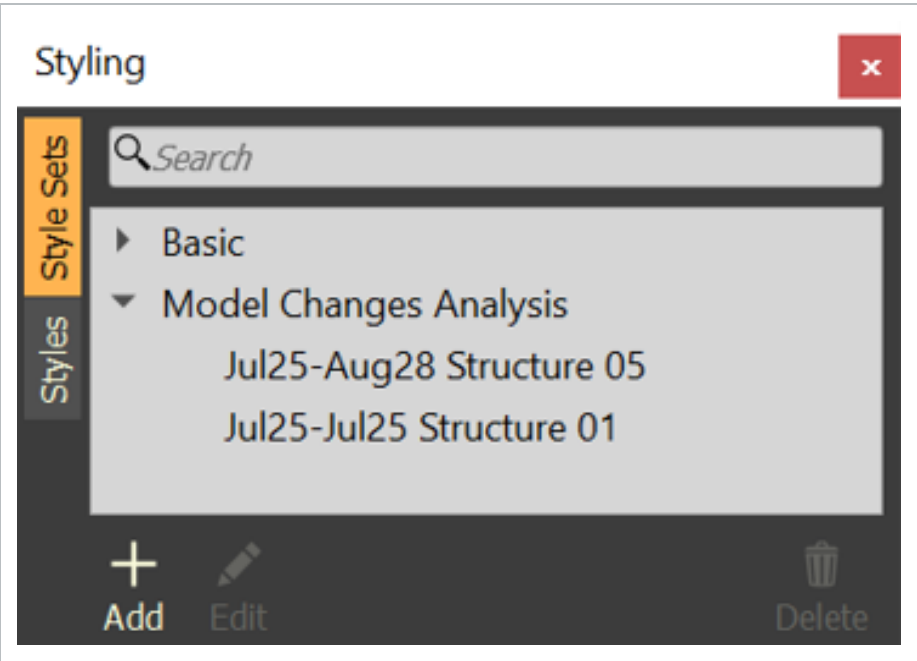 Styling
x
Style Sets
Styles
Search
Basic
Model Changes Analysis
Jul25-Aug28 Structure 05
Jul25-Jul25 Structure 01
Add
Edit
Delete